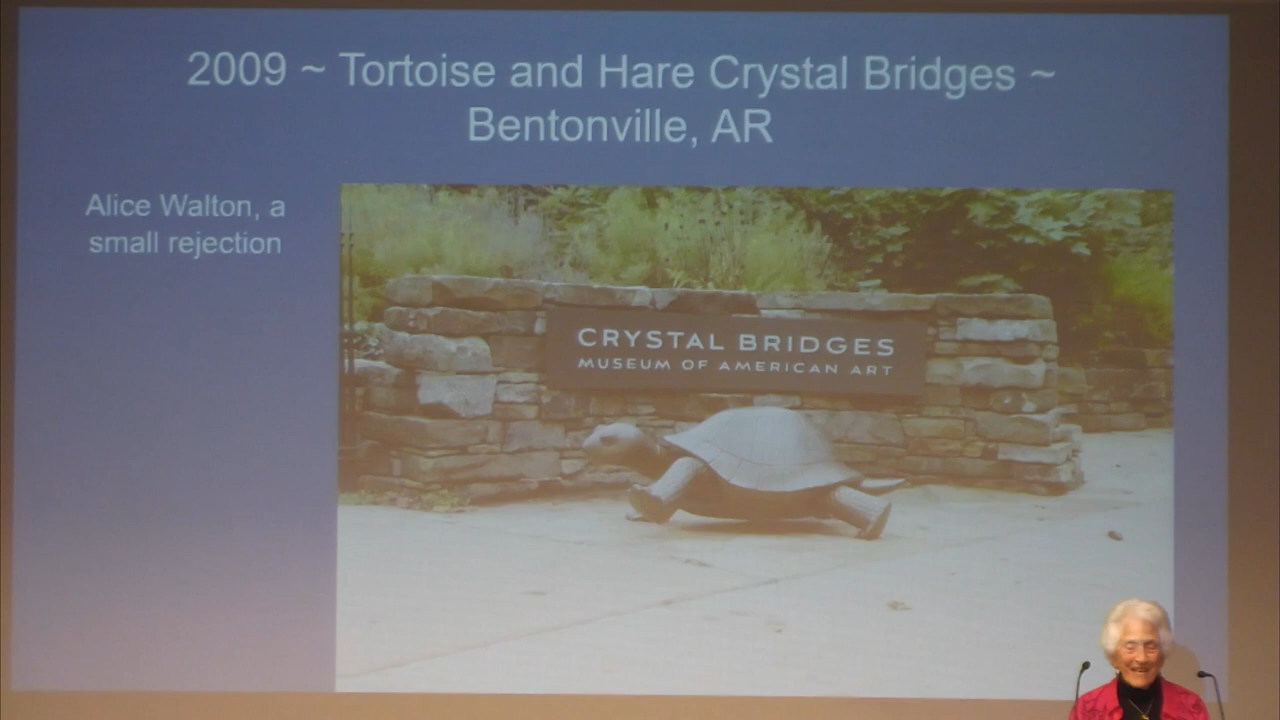 2009 ~ Tortoise and Hare Crystal Bridges ~
Bentonville, AR
Alice Walton, a
small rejection
CRYSTAL BRIDGES
MUSEUM OF AMERICAN ART